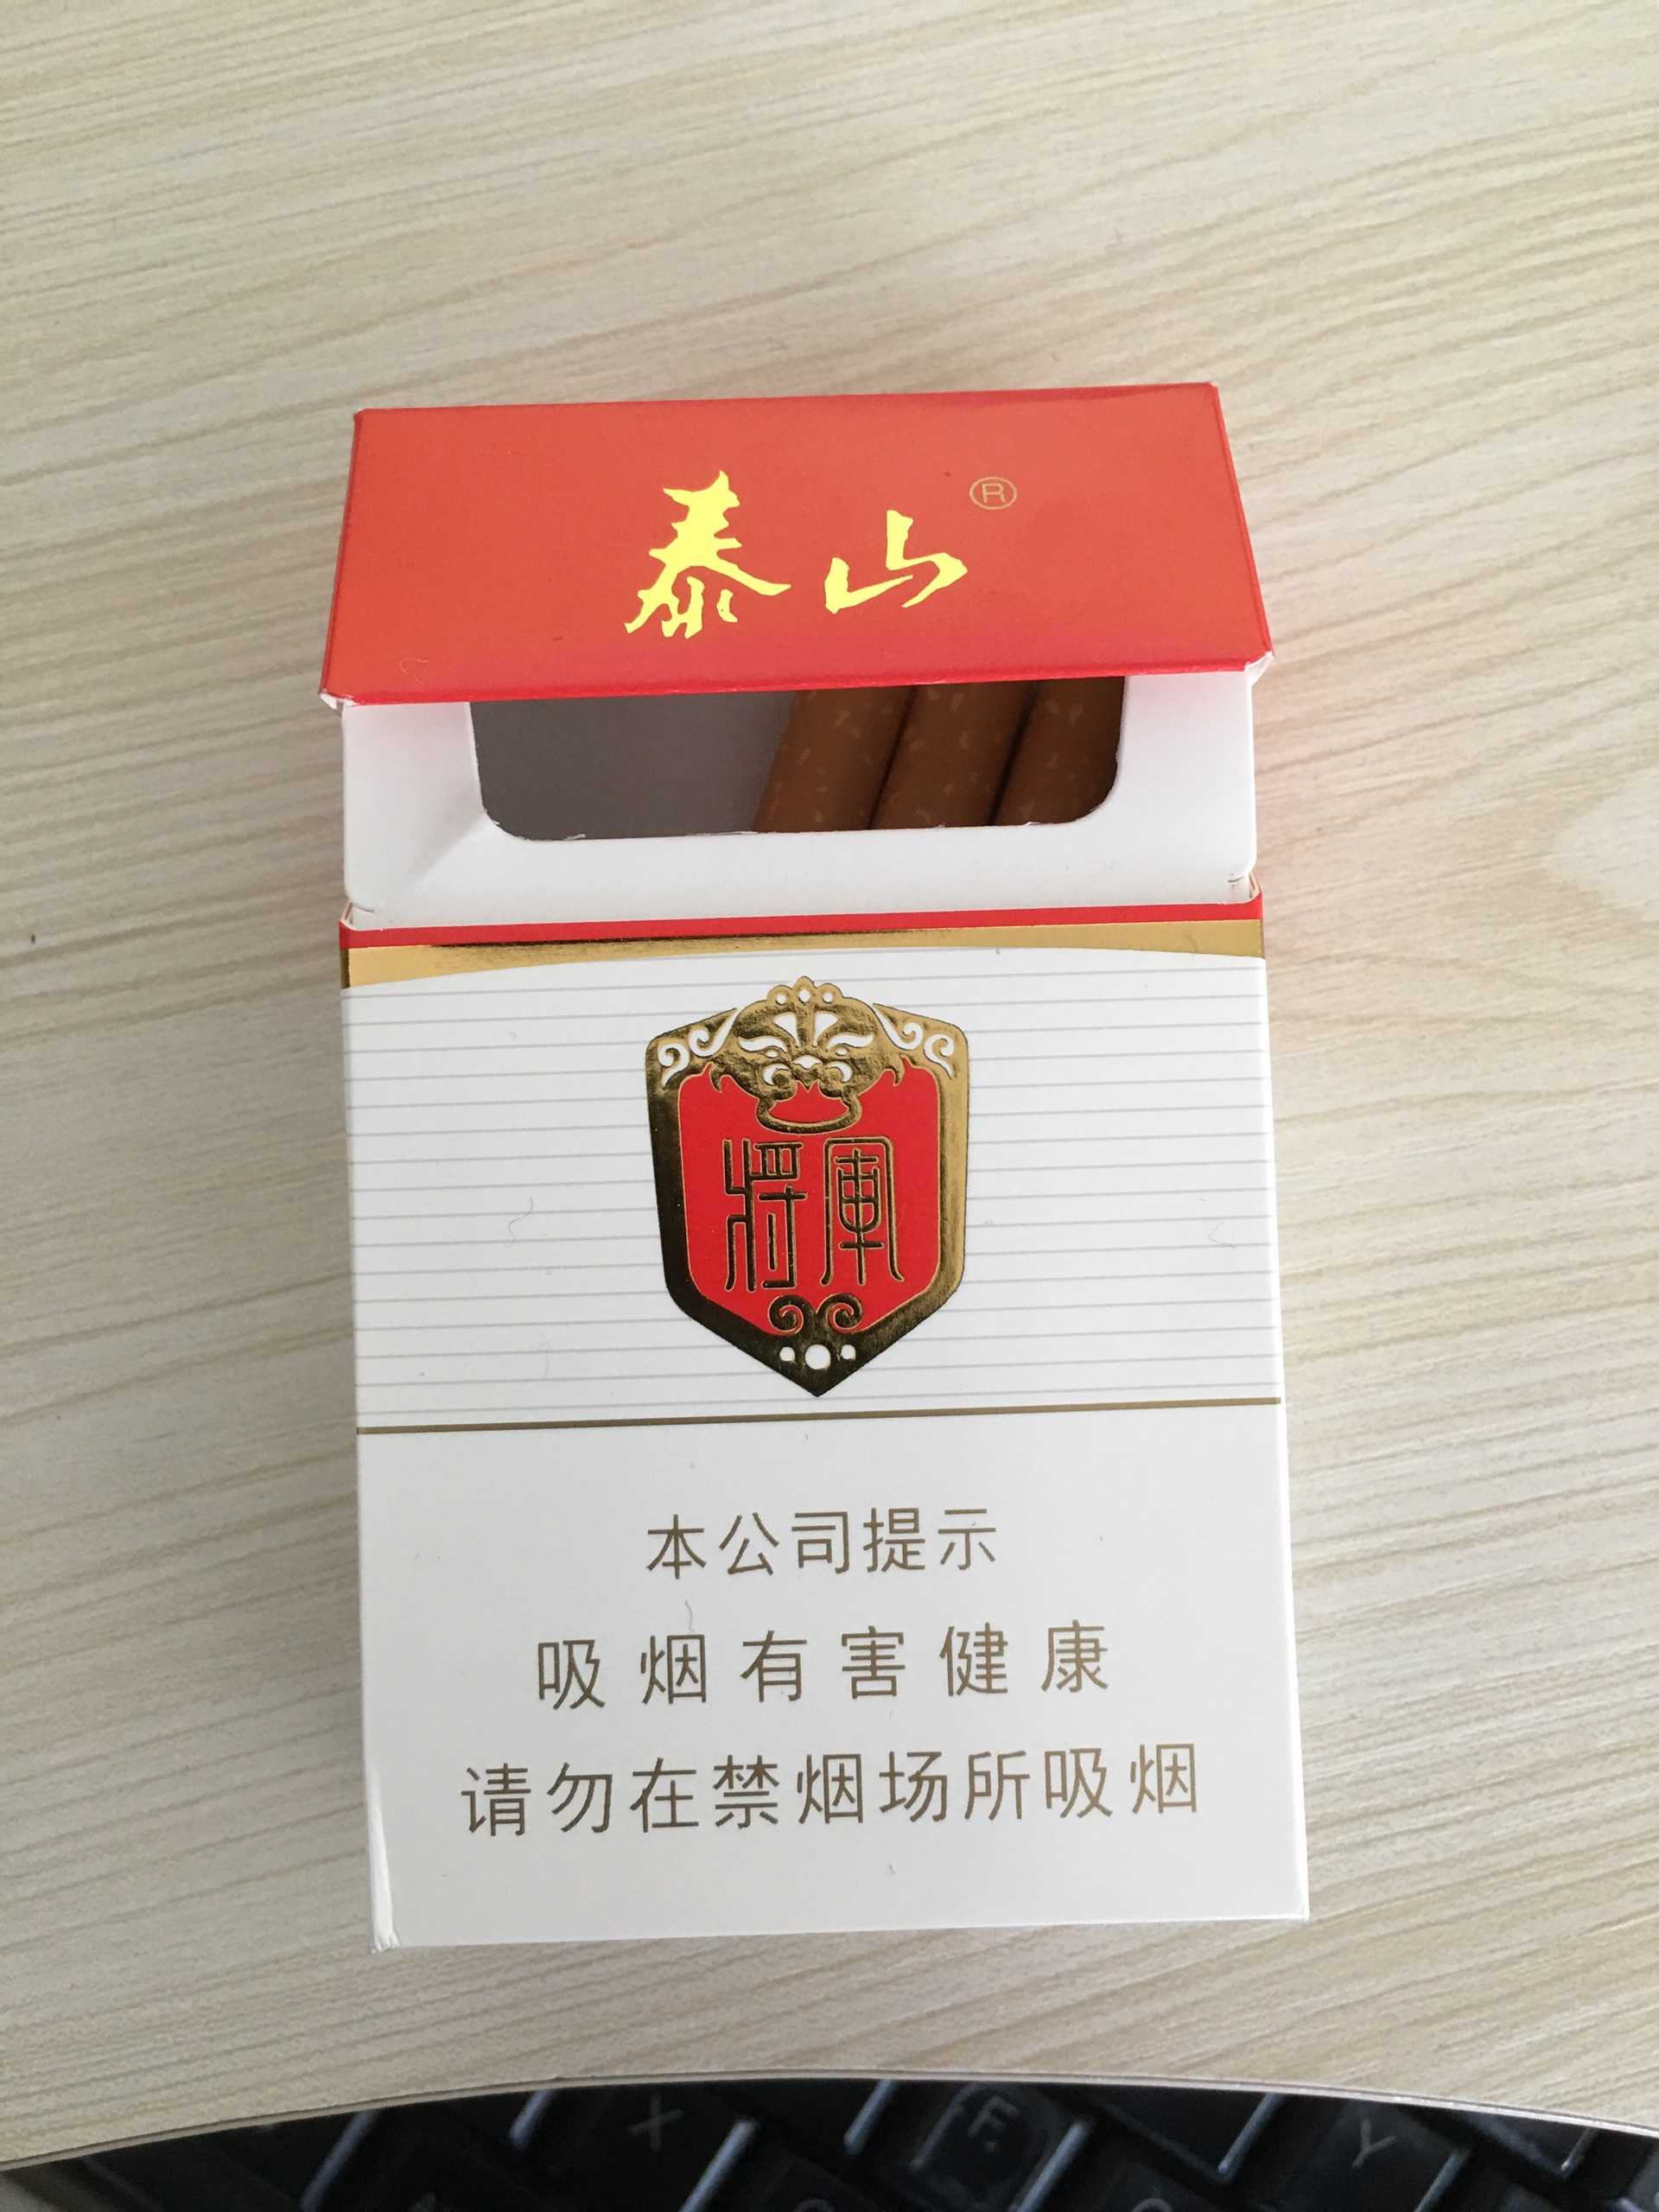 泰山®
将軍
本公司提示
吸烟有害健康
请勿在禁烟场所吸烟
X
F
Y